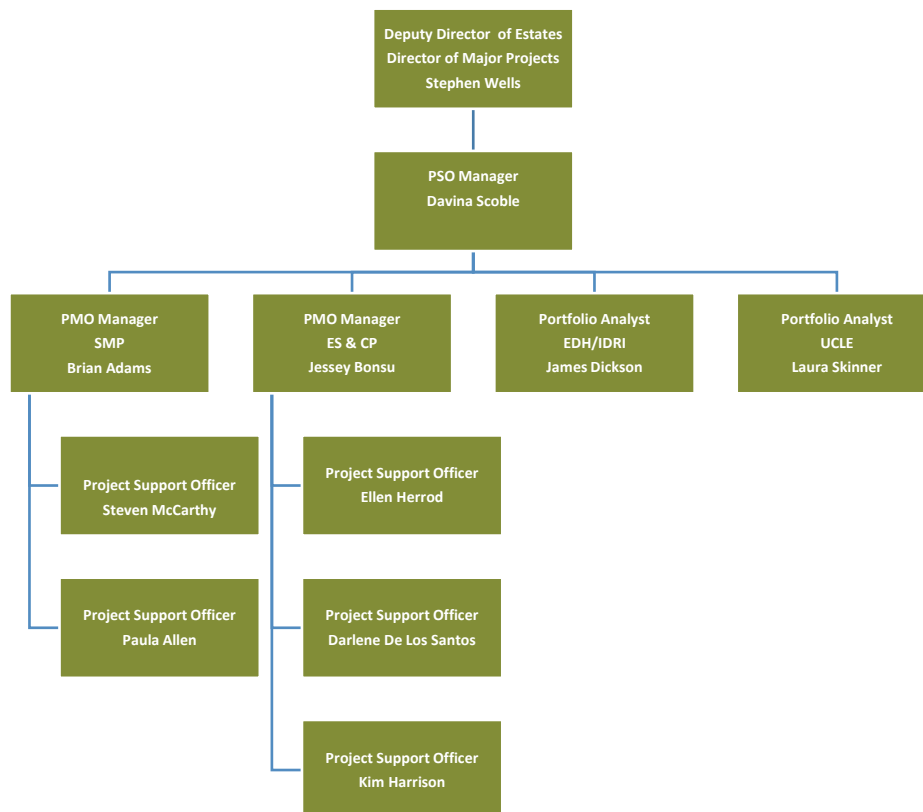 Deputy Director of Estates
Director of Major Projects
Stephen Wells
PSO Manager
Davina Scoble
PMO Manager
SMP
Brian Adams
PMO Manager
ES & CP
Jessey Bonsu
Portfolio Analyst
EDH/IDRI
James Dickson
Portfolio Analyst
UCLE
Laura Skinner
Project Support Officer
Steven McCarthy
Project Support Officer
Ellen Herrod
Project Support Officer
Paula Allen
Project Support Officer
Darlene De Los Santos
Project Support Officer
Kim Harrison